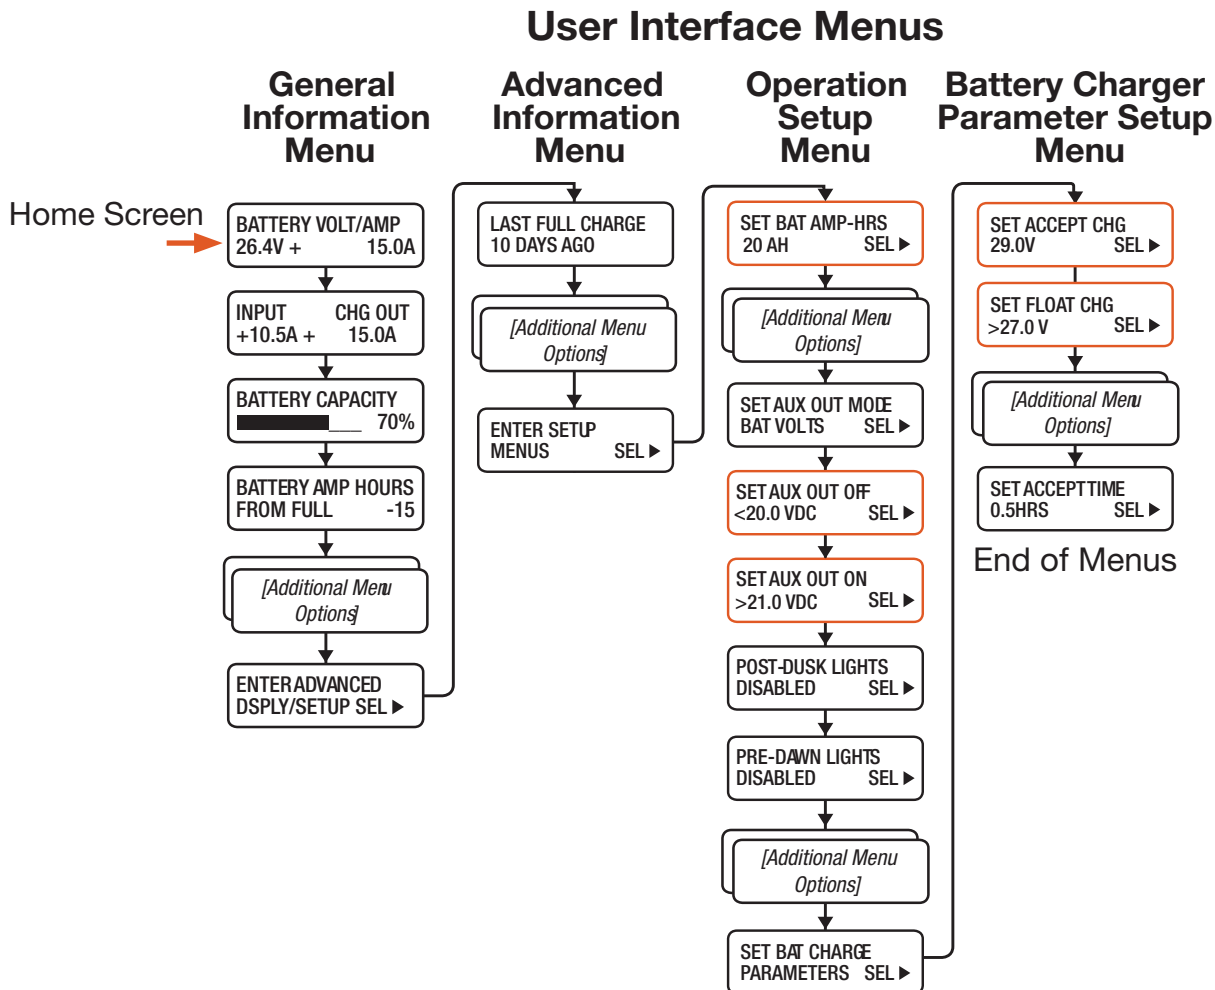 User Interface Menus
General
Information
Menu
Home Screen
BATTERY VOLT/AMP
26.4V + 15.0A
INPUT CHG OUT
+10.5A + 15.0A
BATTERY CAPACITY
___ 70%
BATTERY AMP HOURS
FROM FULL -15
[Additional Menu
Options]
ENTER ADVANCED
DSPLY/SETUP SEL ▶
Advanced
Information
Menu
LAST FULL CHARGE
10 DAYS AGO
[Additional Menu
Options]
ENTER SETUP
MENUS SEL ▶
Operation
Setup
Menu
SET BAT AMP-HRS
20 AH SEL ▶
[Additional Menu
Options]
SET AUX OUT MODE
BAT VOLTS SEL ▶
SET AUX OUT OFF
<20.0 VDC SEL ▶
SET AUX OUT ON
>21.0 VDC SEL ▶
POST-DUSK LIGHTS
DISABLED SEL ▶
PRE-DAWN LIGHTS
DISABLED SEL ▶
[Additional Menu
Options]
SET BAT CHARGE
PARAMETERS SEL ▶
Battery Charger
Parameter Setup
Menu
SET ACCEPT CHG
29.0V SEL ▶
SET FLOAT CHG
>27.0 V SEL ▶
[Additional Menu
Options]
SET ACCEPT TIME
0.5HRS SEL ▶
End of Menus